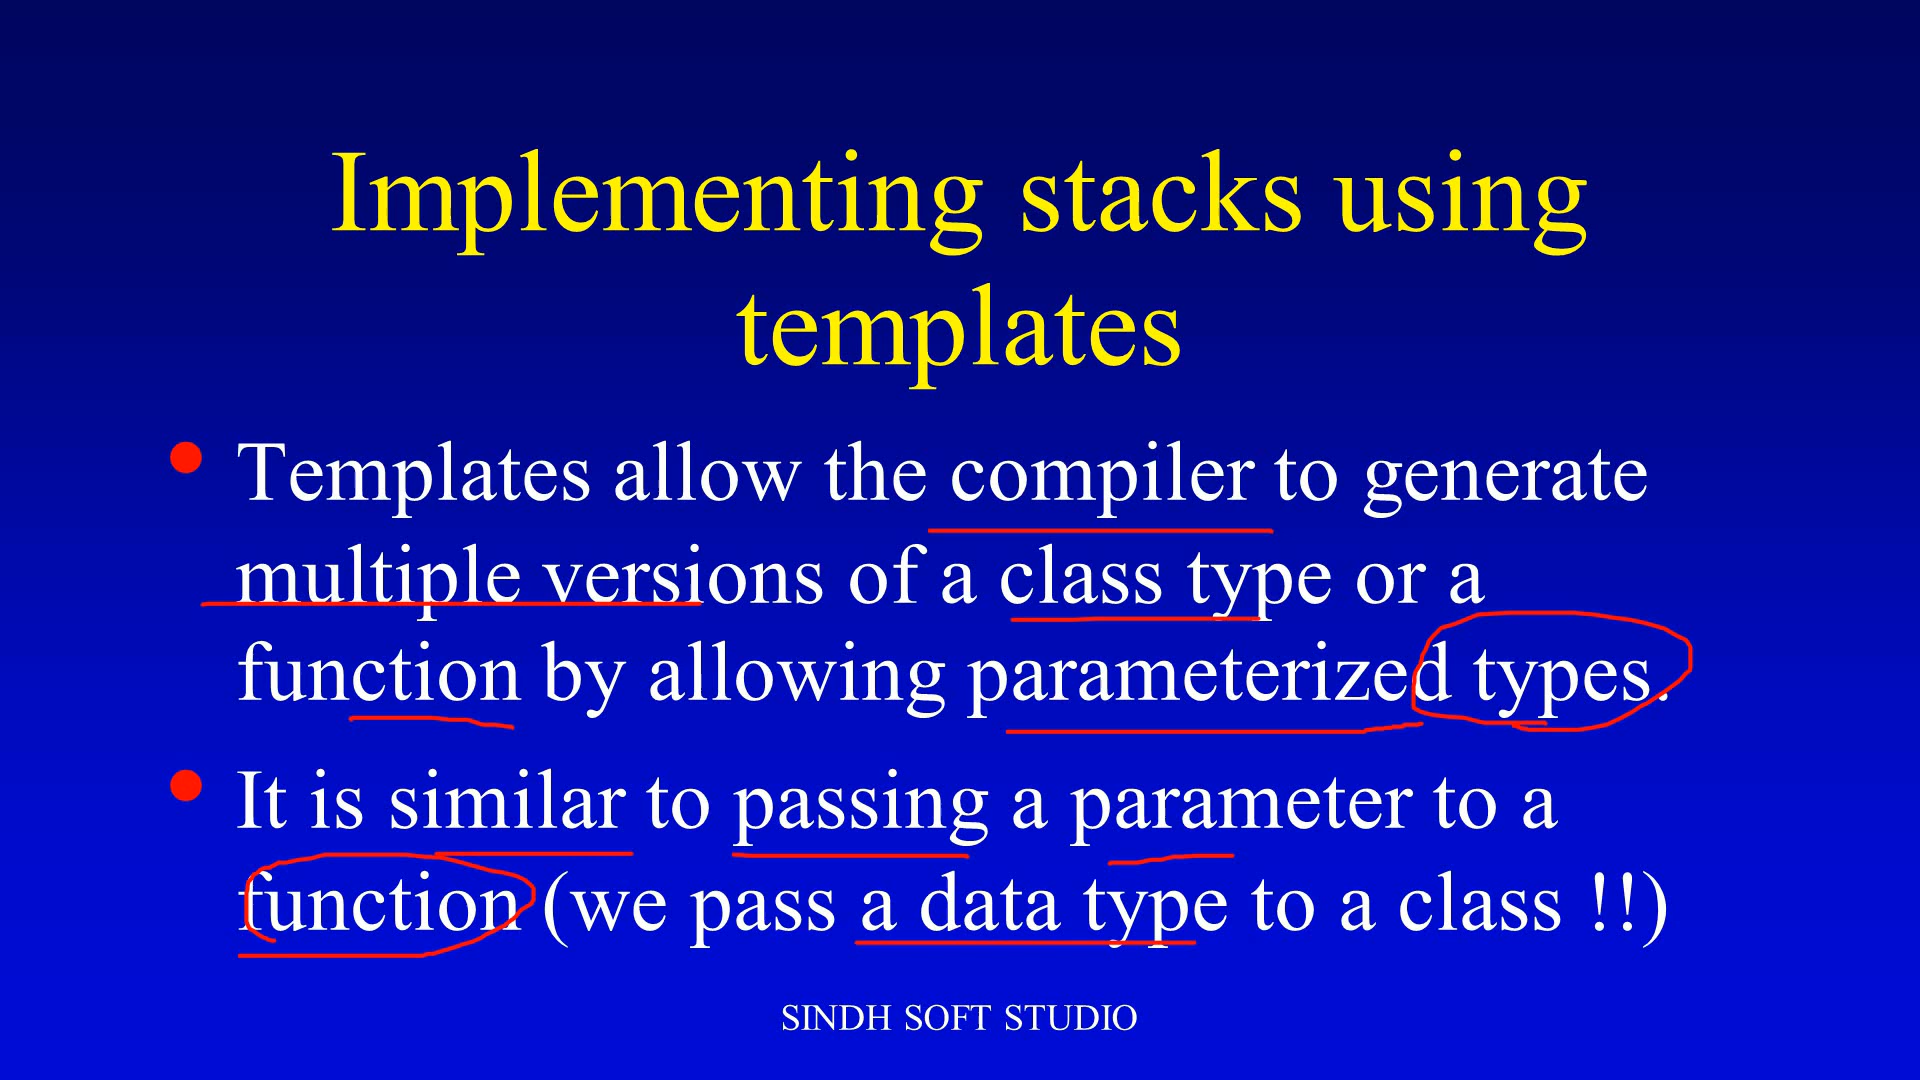 Implementing stacks using
templates
• Templates allow the compiler to generate
multiple versions of a class type or a
function by allowing parameterized types.
• It is similar to passing a parameter to a
function (we pass a data type to a class !!)
SINDH SOFT STUDIO